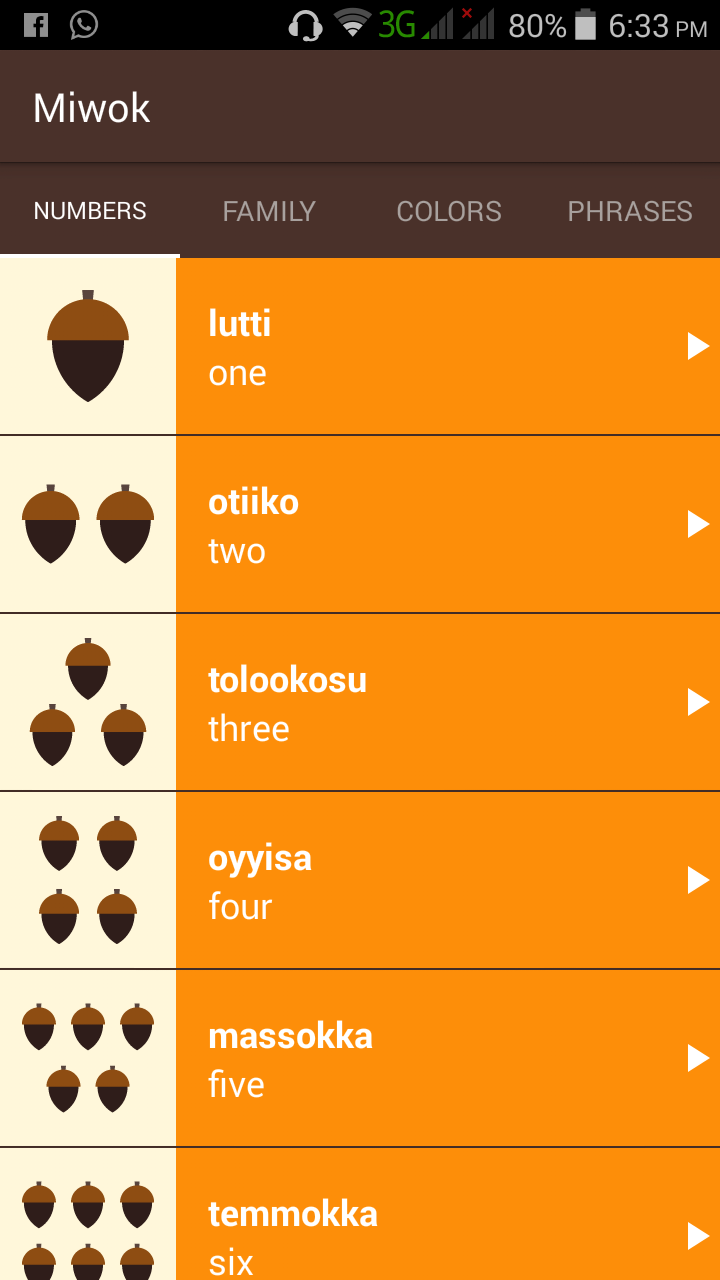 3G 80% 6:33 PM
Miwok
NUMBERS FAMILY COLORS PHRASES
lutti
one
otiiko
two
tolookosu
three
oyyisa
four
massokka
five
temmokka
six